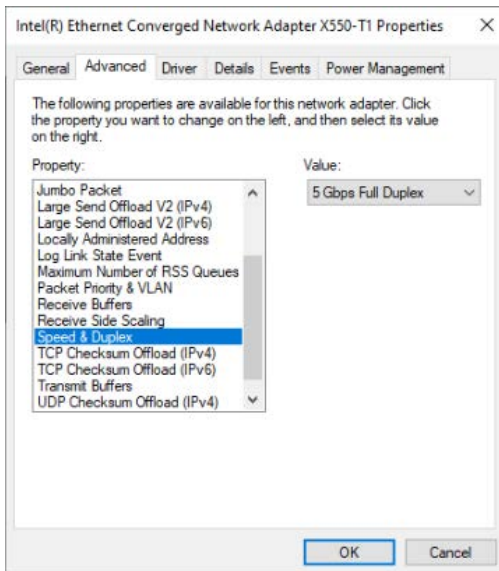 Intel(R) Ethernet Converged Network Adapter X550-T1 Properties
General Advanced Driver Details Events Power Management
The following properties are available for this network adapter. Click
the property you want to change on the left, and then select its value
on the right.
Property:
Value:
Jumbo Packet
Large Send Offload V2 (IPv4)
Large Send Offload V2 (IPv6)
Locally Administered Address
Log Link State Event
Maximum Number of RSS Queues
Packet Priority & VLAN
Receive Buffers
Receive Side Scaling
Speed & Duplex
TCP Checksum Offload (IPv4)
TCP Checksum Offload (IPv6)
Transmit Buffers
UDP Checksum Offload (IPv4)
5 Gbps Full Duplex
OK Cancel